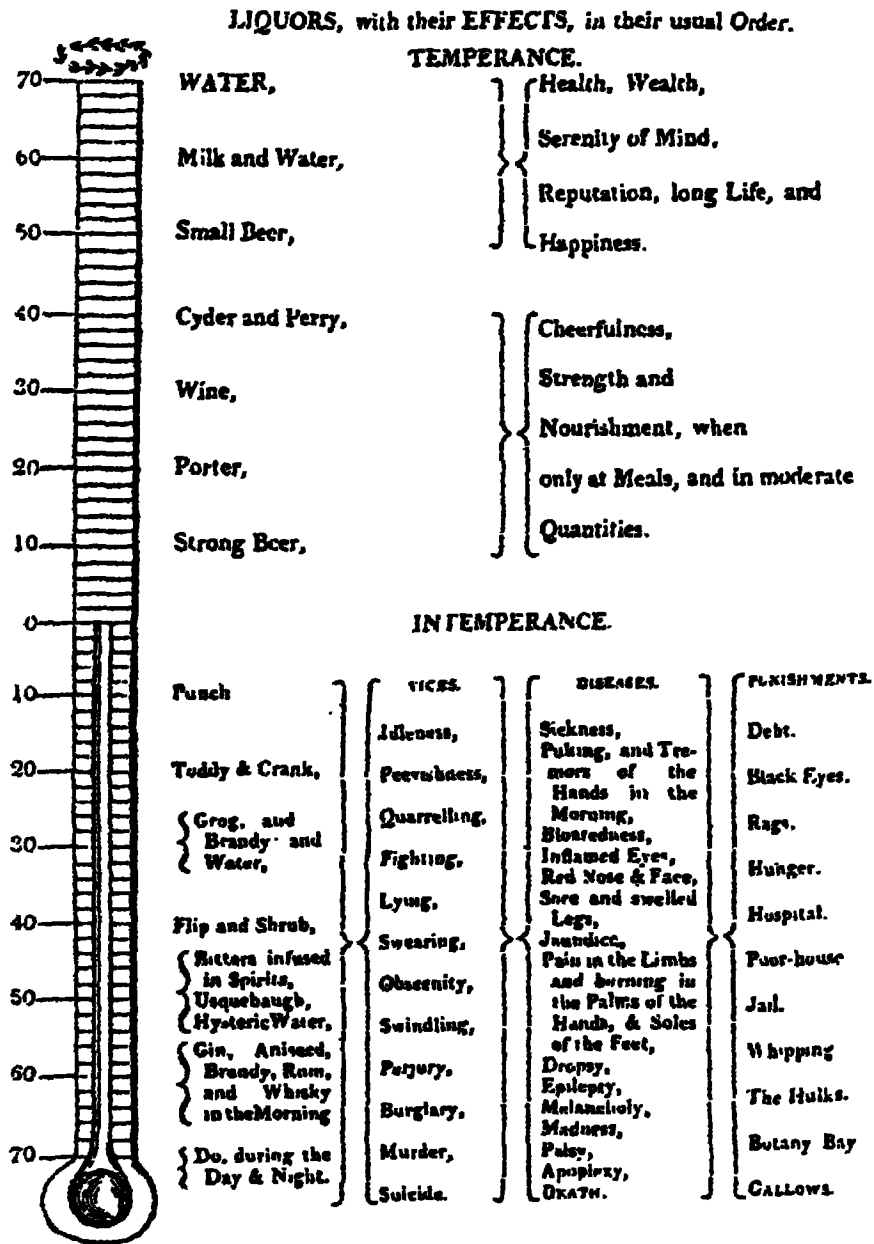 LIQUORS, with their EFFECTS, in their usual Order.
TEMPERANCE.
70
WATER,
Health, Wealth,
Serenity of Mind,
60
Milk and Water,
Reputation, long Life, and
50
Small Beer,
Happiness.
40
Cyder and Perry,
Cheerfulness,
30
Wine,
Strength and
Nourishment, when
20
Porter,
only at Meals, and in moderate
10
Strong Beer,
Quantities.
0
INTEMPERANCE.
10
20
30
40
50
60
70
Punch
Toddy & Crank,
Grog, and
Brandy and
Water,
Flip and Shrub,
Bitters infused
in Spirits,
Usquebaugh,
Hysteric Water,
Gin, Aniseed,
Brandy, Rum,
and Whisky
in the Morning
Do. during the
Day & Night.
VICES.
Idleness,
Peevishness,
Quarrelling,
Fighting,
Lying,
Swearing,
Obscenity,
Swindling,
Perjury,
Burglary,
Murder,
Suicide.
DISEASES.
Sickness,
Puking, and Tre-
mors of the
Hands in the
Morning,
Bloatedness,
Inflamed Eyes,
Red Nose & Face,
Sore and swelled
Legs,
Jaundice,
Pain in the Limbs
and burning in
the Palms of the
Hands, & Soles
of the Feet,
Dropsy,
Epilepsy,
Melancholy,
Madness,
Palsy,
Apoplexy,
DEATH.
PUNISHMENTS.
Debt.
Black Eyes.
Rags.
Hunger.
Hospital.
Poor-house
Jail.
Whipping
The Hulks.
Botany Bay
GALLOWS.